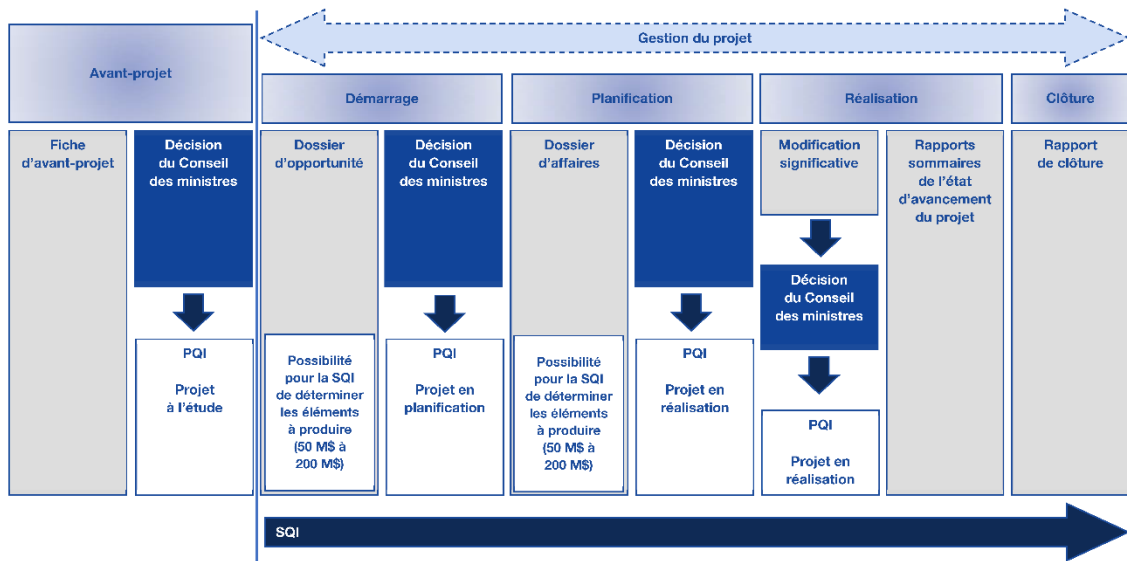 Gestion du projet
Avant-projet
Démarrage
Planification
Réalisation
Clôture
Fiche
d'avant-projet
Décision
du Conseil
des ministres
PQI
Projet
à l'étude
Dossier
d'opportunité
Possibilité
pour la SQI
de déterminer
les éléments
à produire
(50 M$ à
200 M$)
Décision
du Conseil
des ministres
PQI
Projet en
planification
Dossier
d'affaires
Possibilité
pour la SQI
de déterminer
les éléments
à produire
(50 M$ à
200 M$)
Décision
du Conseil
des ministres
PQI
Projet en
réalisation
Modification
significative
Décision
du Conseil
des ministres
PQI
Projet en
réalisation
Rapports
sommaires
de l'état
d'avancement
du projet
Rapport
de clôture
SQI